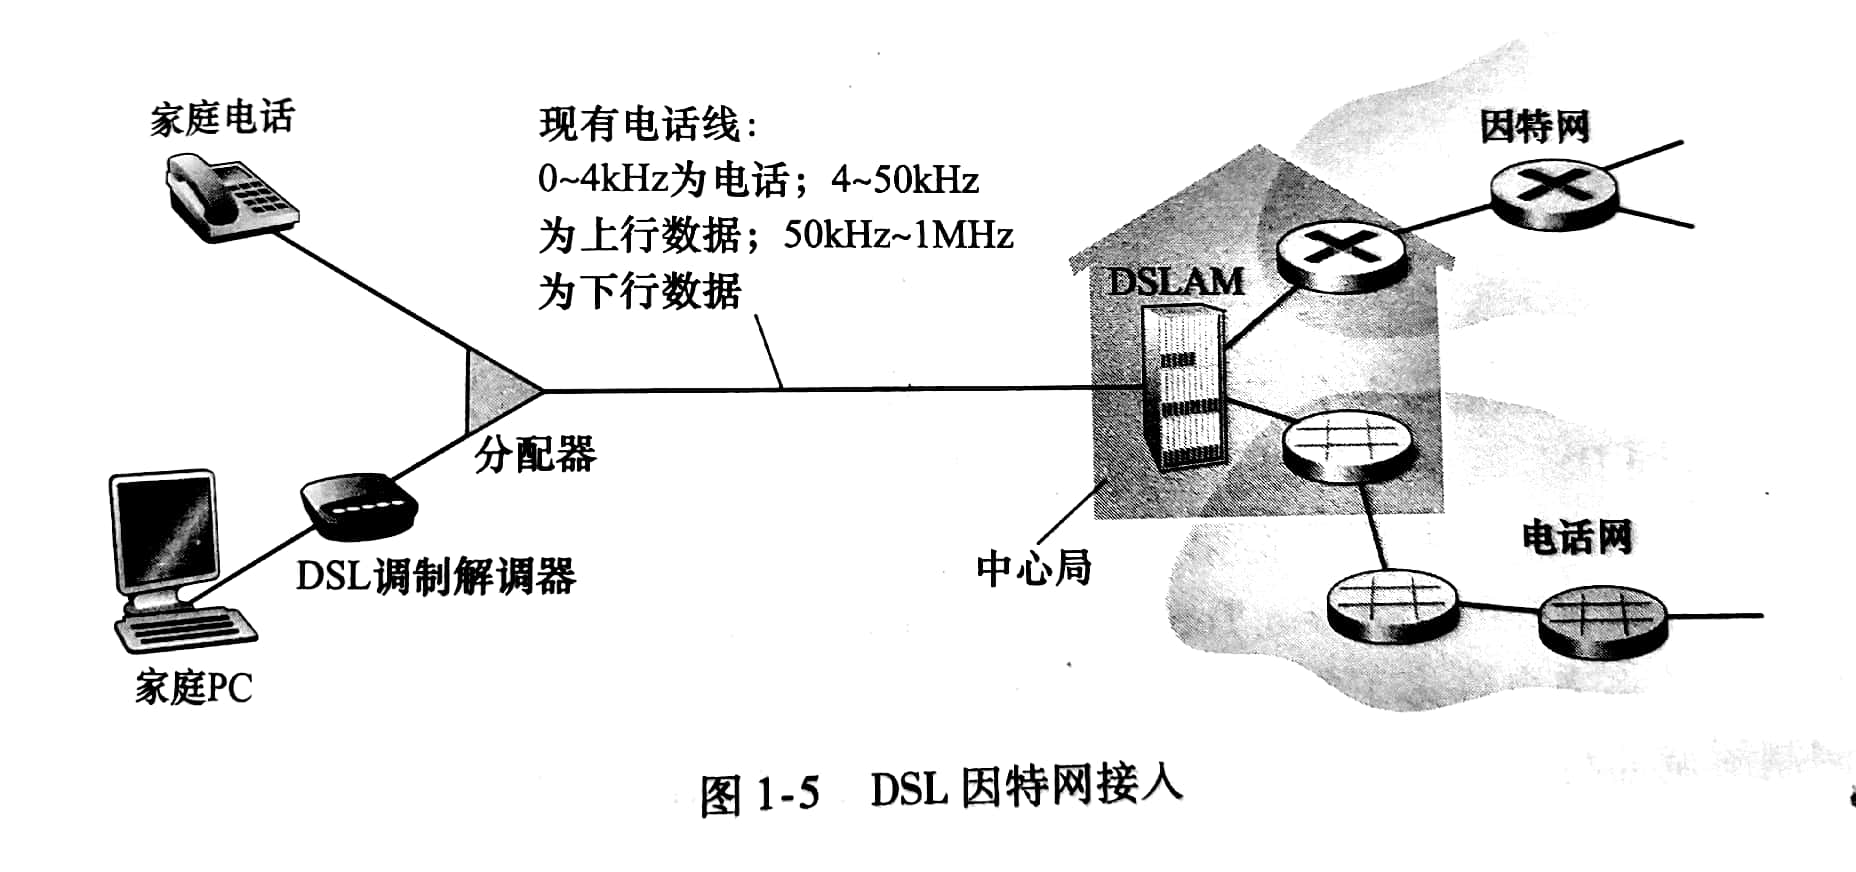 家庭电话
现有电话线：
0~4kHz为电话；4~50kHz
为上行数据；50kHz~1MHz
为下行数据
因特网
DSLAM
分配器
DSL调制解调器
中心局
电话网
家庭PC
图 1-5 DSL 因特网接入